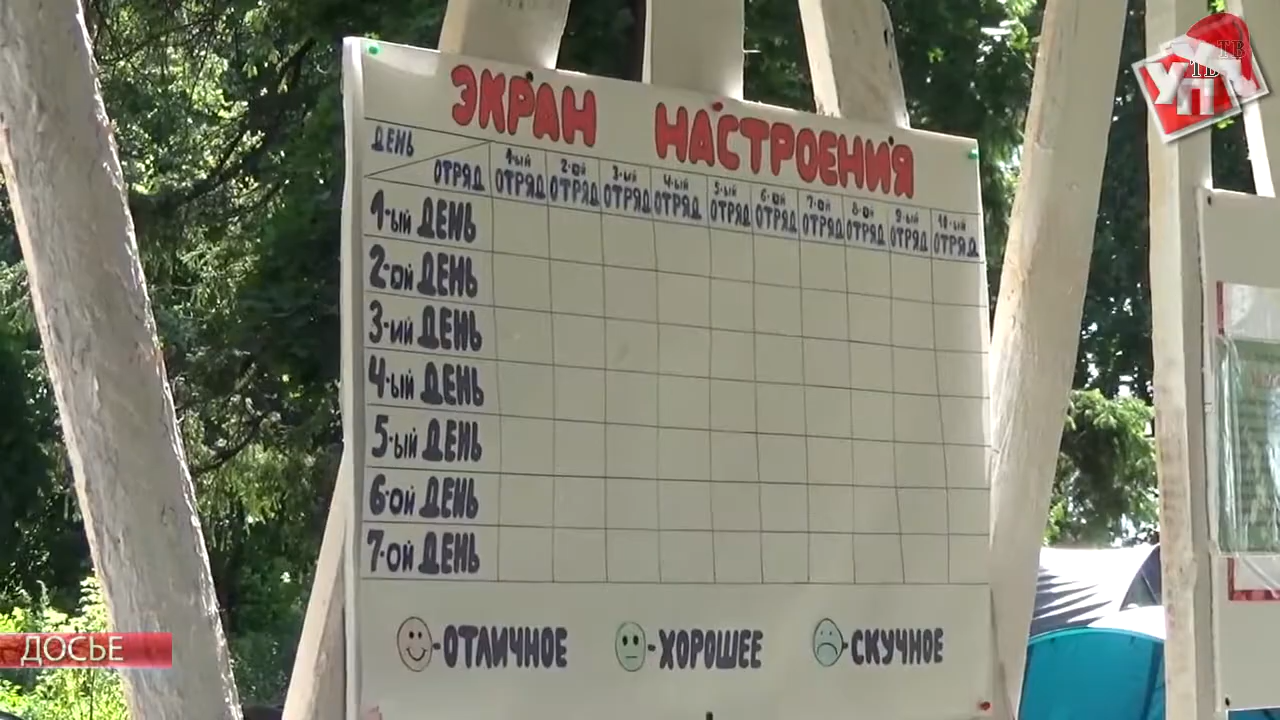 ЭКРАН НАСТРОЕНИЯ
ДЕНЬ
ОТРЯД
1-ый ОТРЯД
2-ой ОТРЯД
3-ый ОТРЯД
4-ый ОТРЯД
5-ый ОТРЯД
6-ой ОТРЯД
7-ой ОТРЯД
8-ой ОТРЯД
9-ый ОТРЯД
10-ый ОТРЯД
1-ый ДЕНЬ
2-ой ДЕНЬ
3-ий ДЕНЬ
4-ый ДЕНЬ
5-ый ДЕНЬ
6-ой ДЕНЬ
7-ой ДЕНЬ
-ОТЛИЧНОЕ
-ХОРОШЕЕ
-СКУЧНОЕ
ДОСЬЕ
ТВ
ТВ